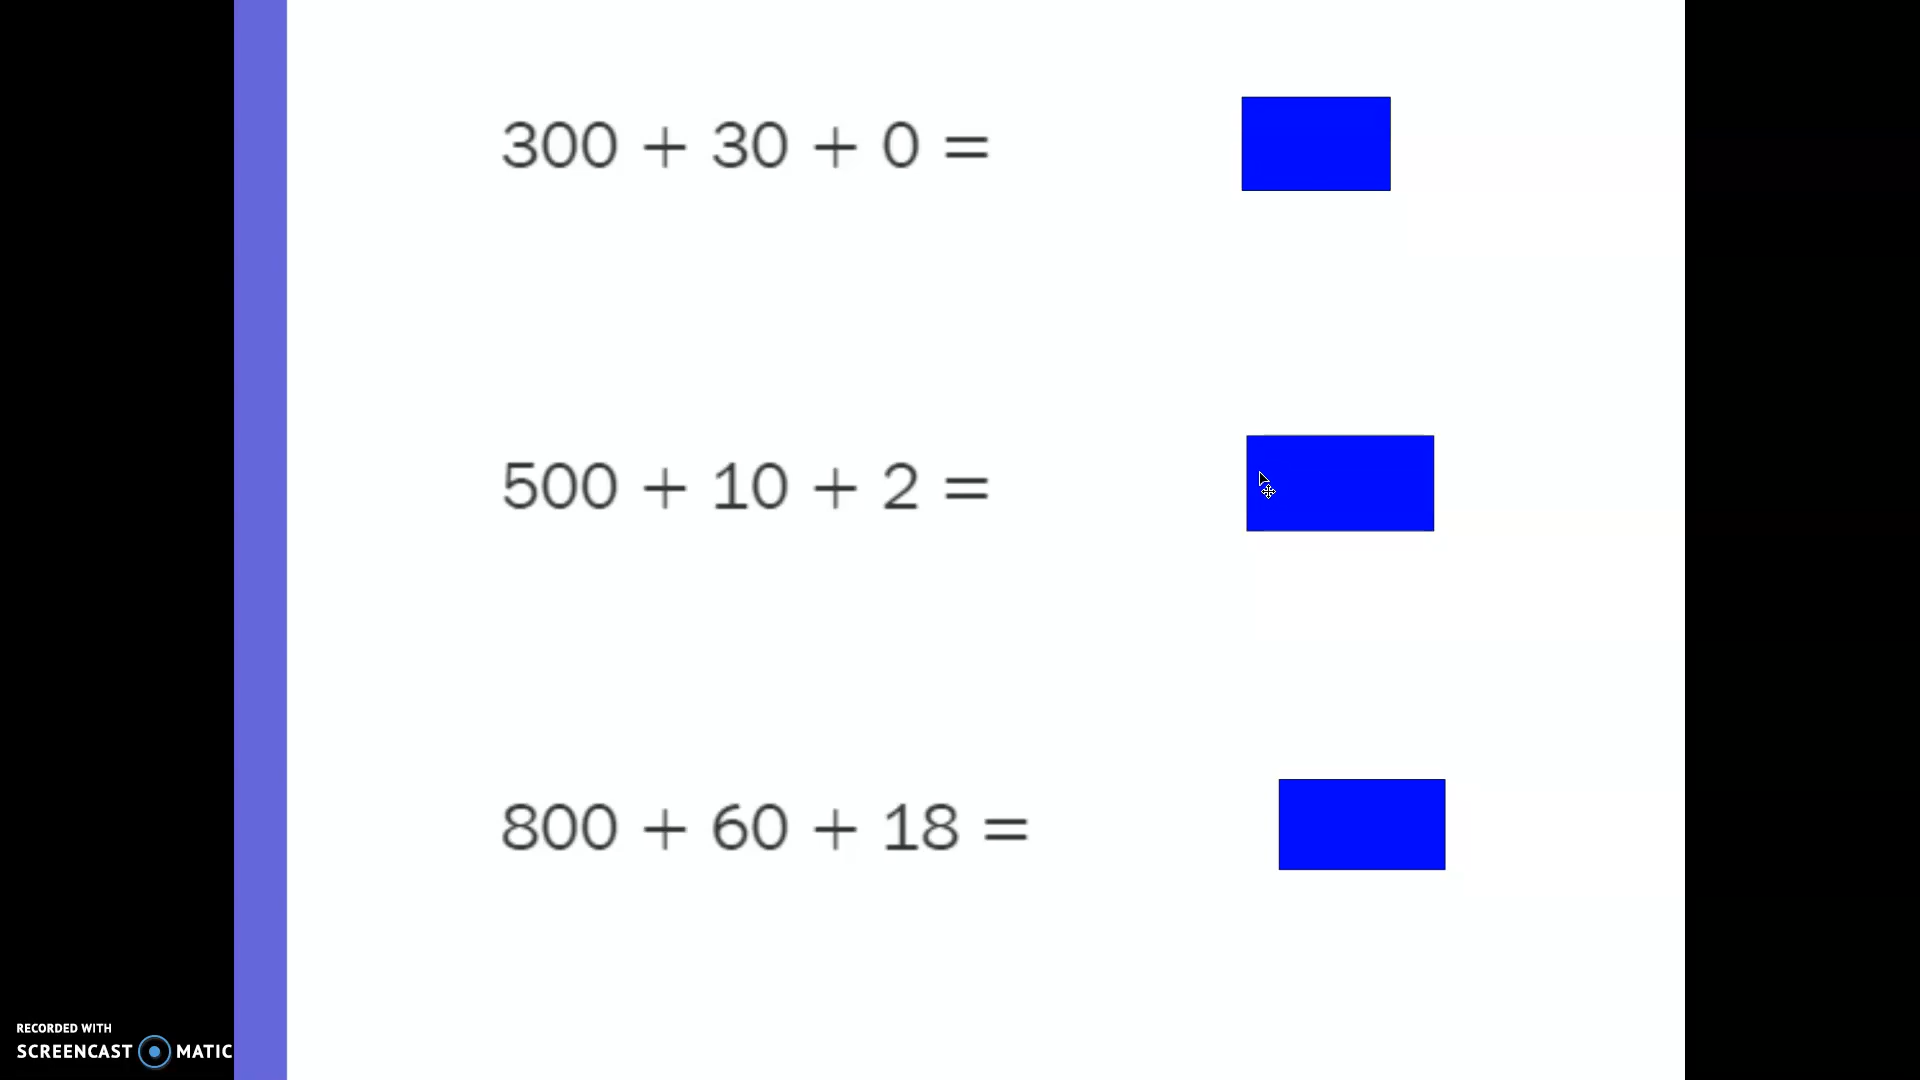 300 + 30 + 0 =
500 + 10 + 2 =
800 + 60 + 18 =
RECORDED WITH
SCREENCAST MATIC